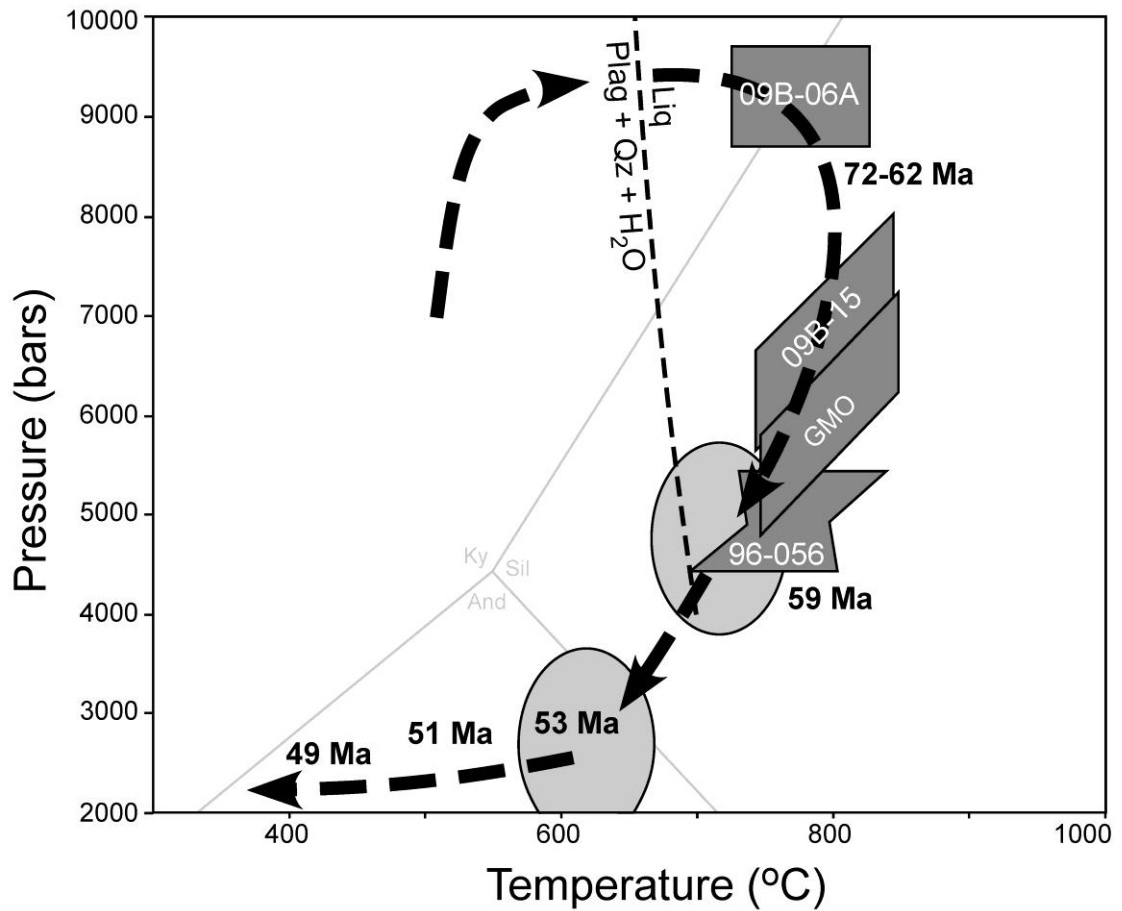 10000
9000
8000
7000
6000
5000
4000
3000
2000
Pressure (bars)
400
600
800
1000
Temperature (ºC)
Plag + Qz + H₂O
Liq
09B-06A
72-62 Ma
09B-15
GMO
96-056
59 Ma
Ky
Sil
And
53 Ma
51 Ma
49 Ma